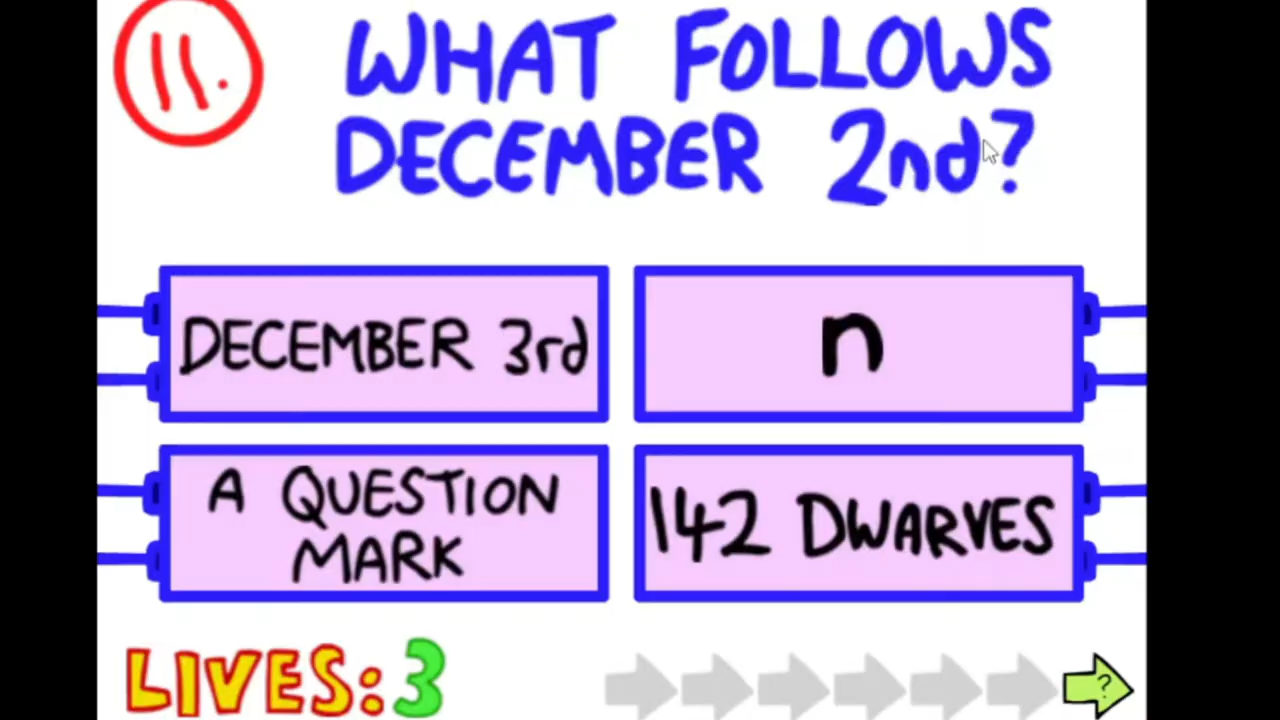 11.
WHAT FOLLOWS
DECEMBER 2nd?
DECEMBER 3rd
n
A QUESTION
MARK
142 DWARVES
LIVES: 3
?